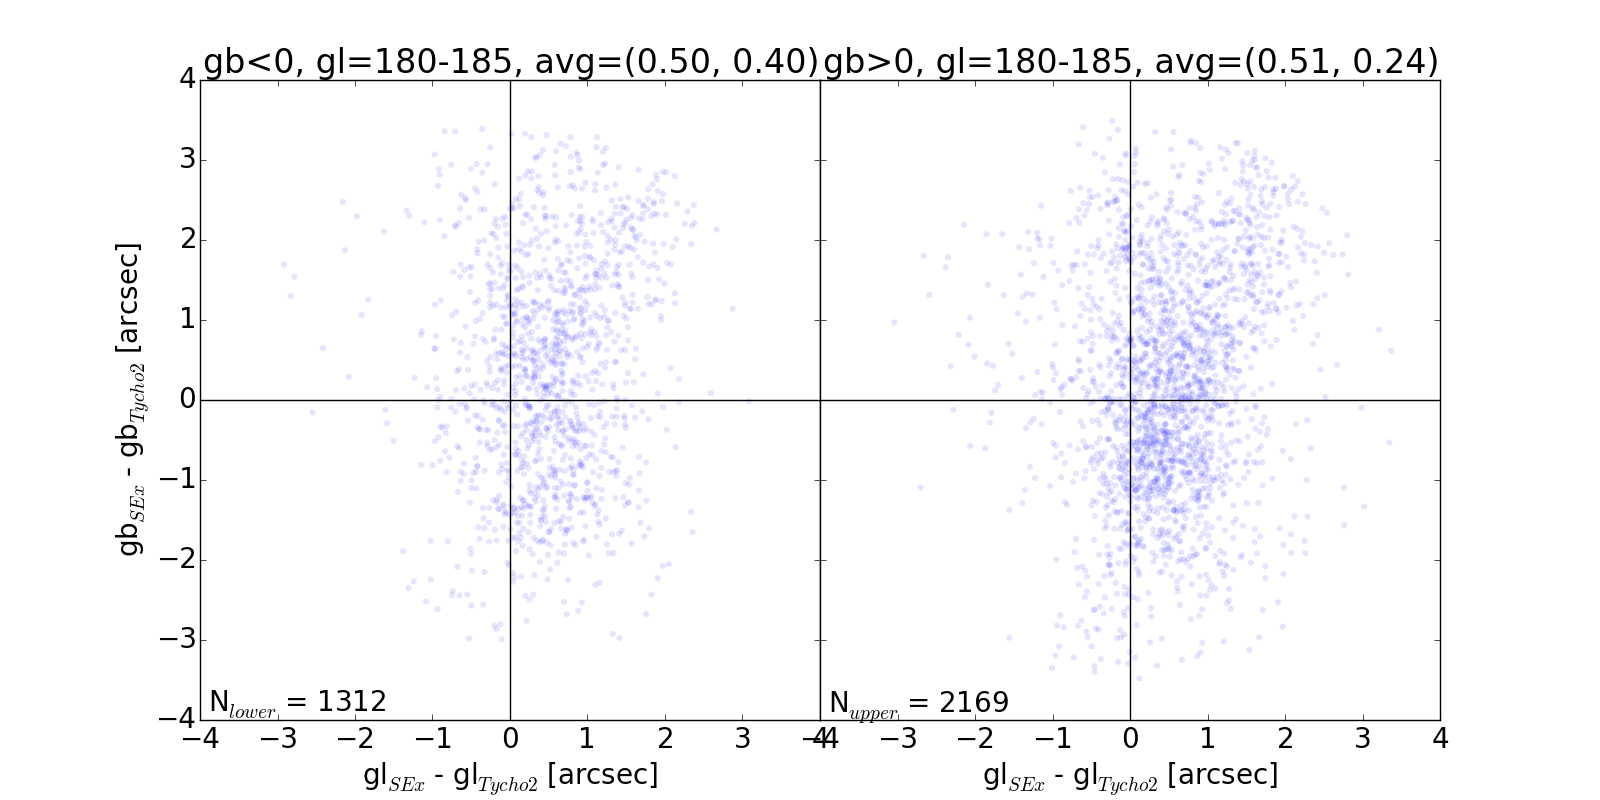 gb<0, gl=180-185, avg=(0.50, 0.40)
gb>0, gl=180-185, avg=(0.51, 0.24)
gb_SEx - gb_Tycho2 [arcsec]
4
3
2
1
0
−1
−2
−3
−4
N_lower = 1312
N_upper = 2169
−4 −3 −2 −1 0 1 2 3 4
−4 −3 −2 −1 0 1 2 3 4
gl_SEx - gl_Tycho2 [arcsec]
gl_SEx - gl_Tycho2 [arcsec]